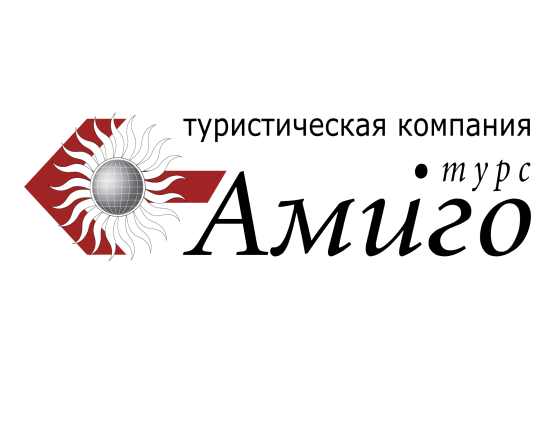 туристическая компания
• турс
Амиго